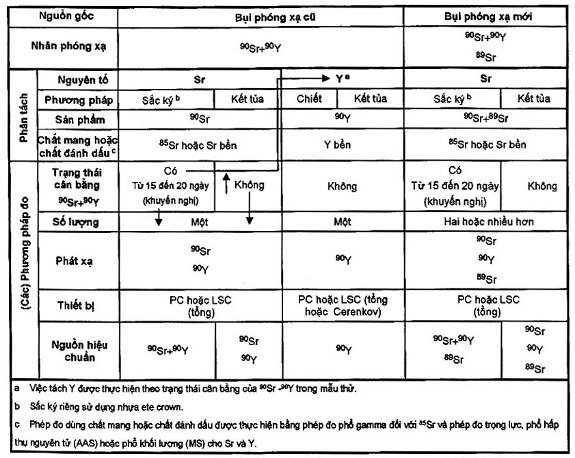 Nguồn gốc
Bụi phóng xạ cũ
Bụi phóng xạ mới
Nhân phóng xạ
⁹⁰Sr+⁹⁰Y
⁹⁰Sr+⁹⁰Y
⁸⁹Sr
Phân tách
Nguyên tố
Sr
Y ᵃ
Sr
Phương pháp
Sắc ký ᵇ
Kết tủa
Chiết
Kết tủa
Sắc ký ᵇ
Kết tủa
Sản phẩm
⁹⁰Sr
⁹⁰Y
⁹⁰Sr+⁸⁹Sr
Chất mang hoặc
chất đánh dấu ᶜ
⁸⁵Sr hoặc Sr bền
Y bền
⁸⁵Sr hoặc Sr bền
(Các) Phương pháp đo
Trạng thái
cân bằng
⁹⁰Sr+⁹⁰Y
Có
Từ 15 đến 20 ngày
(khuyến nghị)
Không
Không
Có
Từ 15 đến 20 ngày
(khuyến nghị)
Không
Số lượng
Một
Một
Hai hoặc nhiều hơn
Phát xạ
⁹⁰Sr
⁹⁰Y
⁹⁰Y
⁹⁰Sr
⁹⁰Y
⁸⁹Sr
Thiết bị
PC hoặc LSC
(tổng)
PC hoặc LSC (tổng
hoặc Cerenkov)
PC hoặc LSC
(tổng)
Nguồn hiệu
chuẩn
⁹⁰Sr+⁹⁰Y
⁹⁰Sr
⁹⁰Y
⁹⁰Y
⁹⁰Sr+⁹⁰Y
⁸⁹Sr
⁹⁰Sr
⁹⁰Y
⁸⁹Sr
a Việc tách Y được thực hiện theo trạng thái cân bằng của ⁹⁰Sr -⁹⁰Y trong mẫu thử.
b Sắc ký riêng sử dụng nhựa ete crown.
c Phép đo dùng chất mang hoặc chất đánh dấu được thực hiện bằng phép đo phổ gamma đối với ⁸⁵Sr và phép đo trọng lực, phổ hấp
thụ nguyên tử (AAS) hoặc phổ khối lượng (MS) cho Sr và Y.